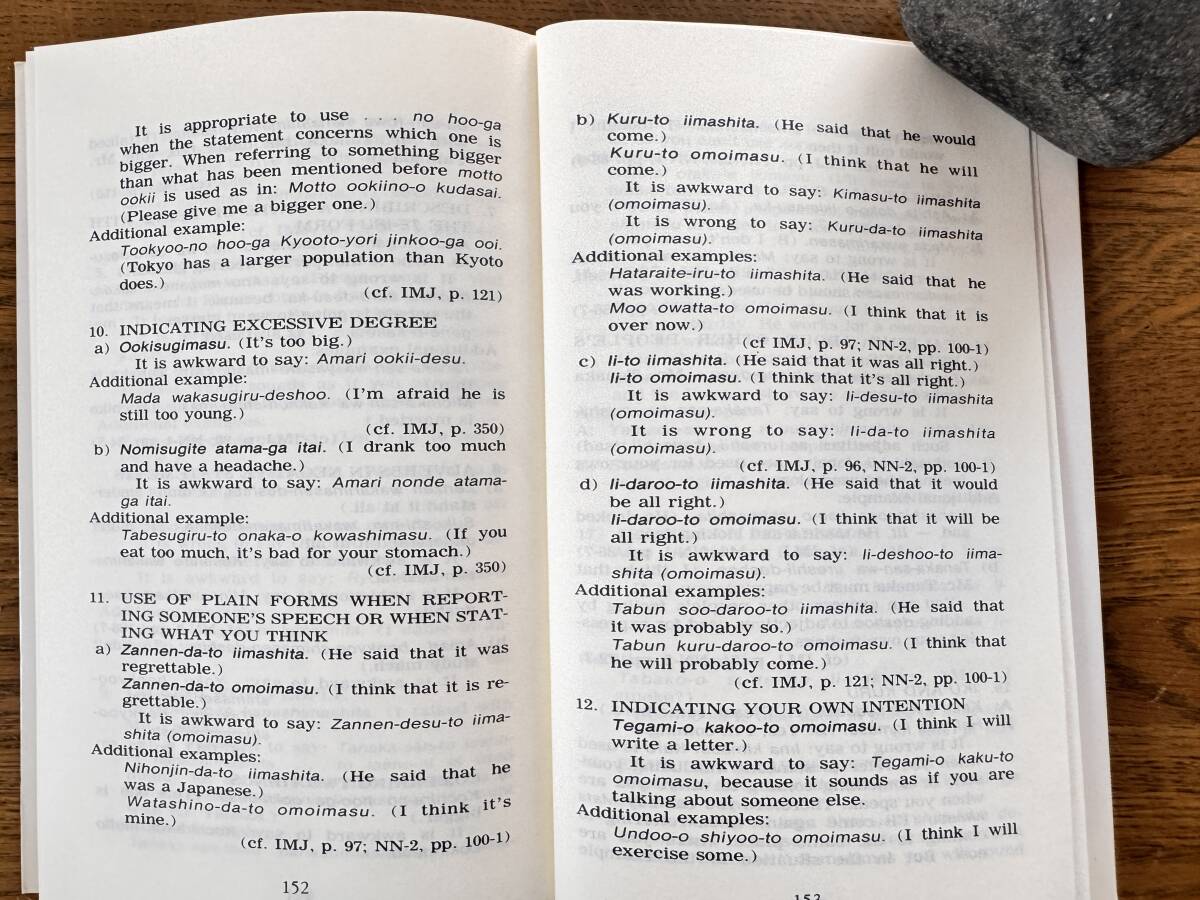 It is appropriate to use . . . no hoo-ga
when the statement concerns which one is
bigger. When referring to something bigger
than what has been mentioned before motto
ookii is used as in: Motto ookiino-o kudasai.
(Please give me a bigger one.)
Additional example:
Tookyoo-no hoo-ga Kyooto-yori jinkoo-ga ooi.
(Tokyo has a larger population than Kyoto
does.)
(cf. IMJ, p. 121)
10. INDICATING EXCESSIVE DEGREE
a) Ookisugimasu. (It's too big.)
It is awkward to say: Amari ookii-desu.
Additional example:
Mada wakasugiru-deshoo. (I'm afraid he is
still too young.)
(cf. IMJ, p. 350)
b) Nomisugite atama-ga itai. (I drank too much
and have a headache.)
It is awkward to say: Amari nonde atama-
ga itai.
Additional example:
Tabesugiru-to onaka-o kowashimasu. (If you
eat too much, it's bad for your stomach.)
(cf. IMJ, p. 350)
11. USE OF PLAIN FORMS WHEN REPORT-
ING SOMEONE'S SPEECH OR WHEN STAT-
ING WHAT YOU THINK
a) Zannen-da-to iimashita. (He said that it was
regrettable.)
Zannen-da-to omoimasu. (I think that it is re-
grettable.)
It is awkward to say: Zannen-desu-to iima-
shita (omoimasu).
Additional examples:
Nihonjin-da-to iimashita. (He said that he
was a Japanese.)
Watashino-da-to omoimasu. (I think it's
mine.)
(cf. IMJ, p. 97; NN-2, pp. 100-1)
152
b) Kuru-to iimashita. (He said that he would
come.)
Kuru-to omoimasu. (I think that he will
come.)
It is awkward to say: Kimasu-to iimashita
(omoimasu).
It is wrong to say: Kuru-da-to iimashita
(omoimasu).
Additional examples:
Hataraite-iru-to iimashita. (He said that he
was working.)
Moo owatta-to omoimasu. (I think that it is
over now.)
(cf IMJ, p. 97; NN-2, pp. 100-1)
c) Ii-to iimashita. (He said that it was all right.)
Ii-to omoimasu. (I think that it's all right.)
It is awkward to say: Ii-desu-to iimashita
(omoimasu).
It is wrong to say: Ii-da-to iimashita
(omoimasu).
(cf. IMJ, p. 96, NN-2, pp. 100-1)
d) Ii-daroo-to iimashita. (He said that it would
be all right.)
Ii-daroo-to omoimasu. (I think that it will be
all right.)
It is awkward to say: Ii-deshoo-to iima-
shita (omoimasu).
Additional examples:
Tabun soo-daroo-to iimashita. (He said that
it was probably so.)
Tabun kuru-daroo-to omoimasu. (I think that
he will probably come.)
(cf. IMJ, p. 121; NN-2, pp. 100-1)
12. INDICATING YOUR OWN INTENTION
Tegami-o kakoo-to omoimasu. (I think I will
write a letter.)
It is awkward to say: Tegami-o kaku-to
omoimasu, because it sounds as if you are
talking about someone else.
Additional examples:
Undoo-o shiyoo-to omoimasu. (I think I will
exercise some.)
153